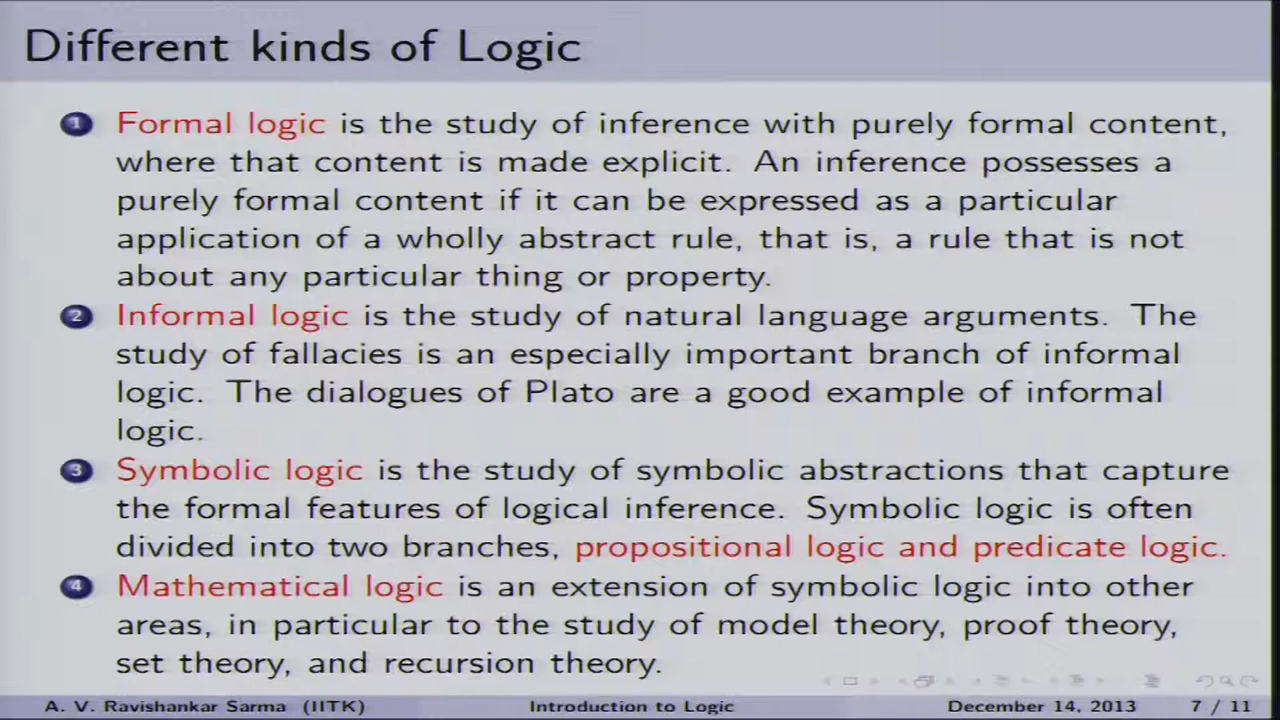 Different kinds of Logic
1 Formal logic is the study of inference with purely formal content,
where that content is made explicit. An inference possesses a
purely formal content if it can be expressed as a particular
application of a wholly abstract rule, that is, a rule that is not
about any particular thing or property.
2 Informal logic is the study of natural language arguments. The
study of fallacies is an especially important branch of informal
logic. The dialogues of Plato are a good example of informal
logic.
3 Symbolic logic is the study of symbolic abstractions that capture
the formal features of logical inference. Symbolic logic is often
divided into two branches, propositional logic and predicate logic.
4 Mathematical logic is an extension of symbolic logic into other
areas, in particular to the study of model theory, proof theory,
set theory, and recursion theory.
A. V. Ravishankar Sarma (IITK) Introduction to Logic December 14, 2013 7 / 11